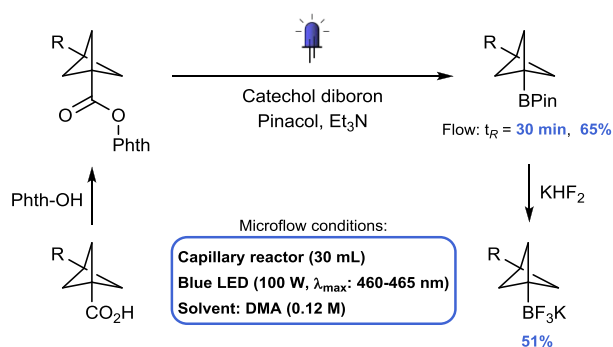 R
O
O
Phth
Catechol diboron
Pinacol, Et₃N
R
BPin
Flow: t_R = 30 min, 65%
Phth-OH
KHF₂
R
CO₂H
Microflow conditions:
Capillary reactor (30 mL)
Blue LED (100 W, λmax: 460-465 nm)
Solvent: DMA (0.12 M)
R
BF₃K
51%